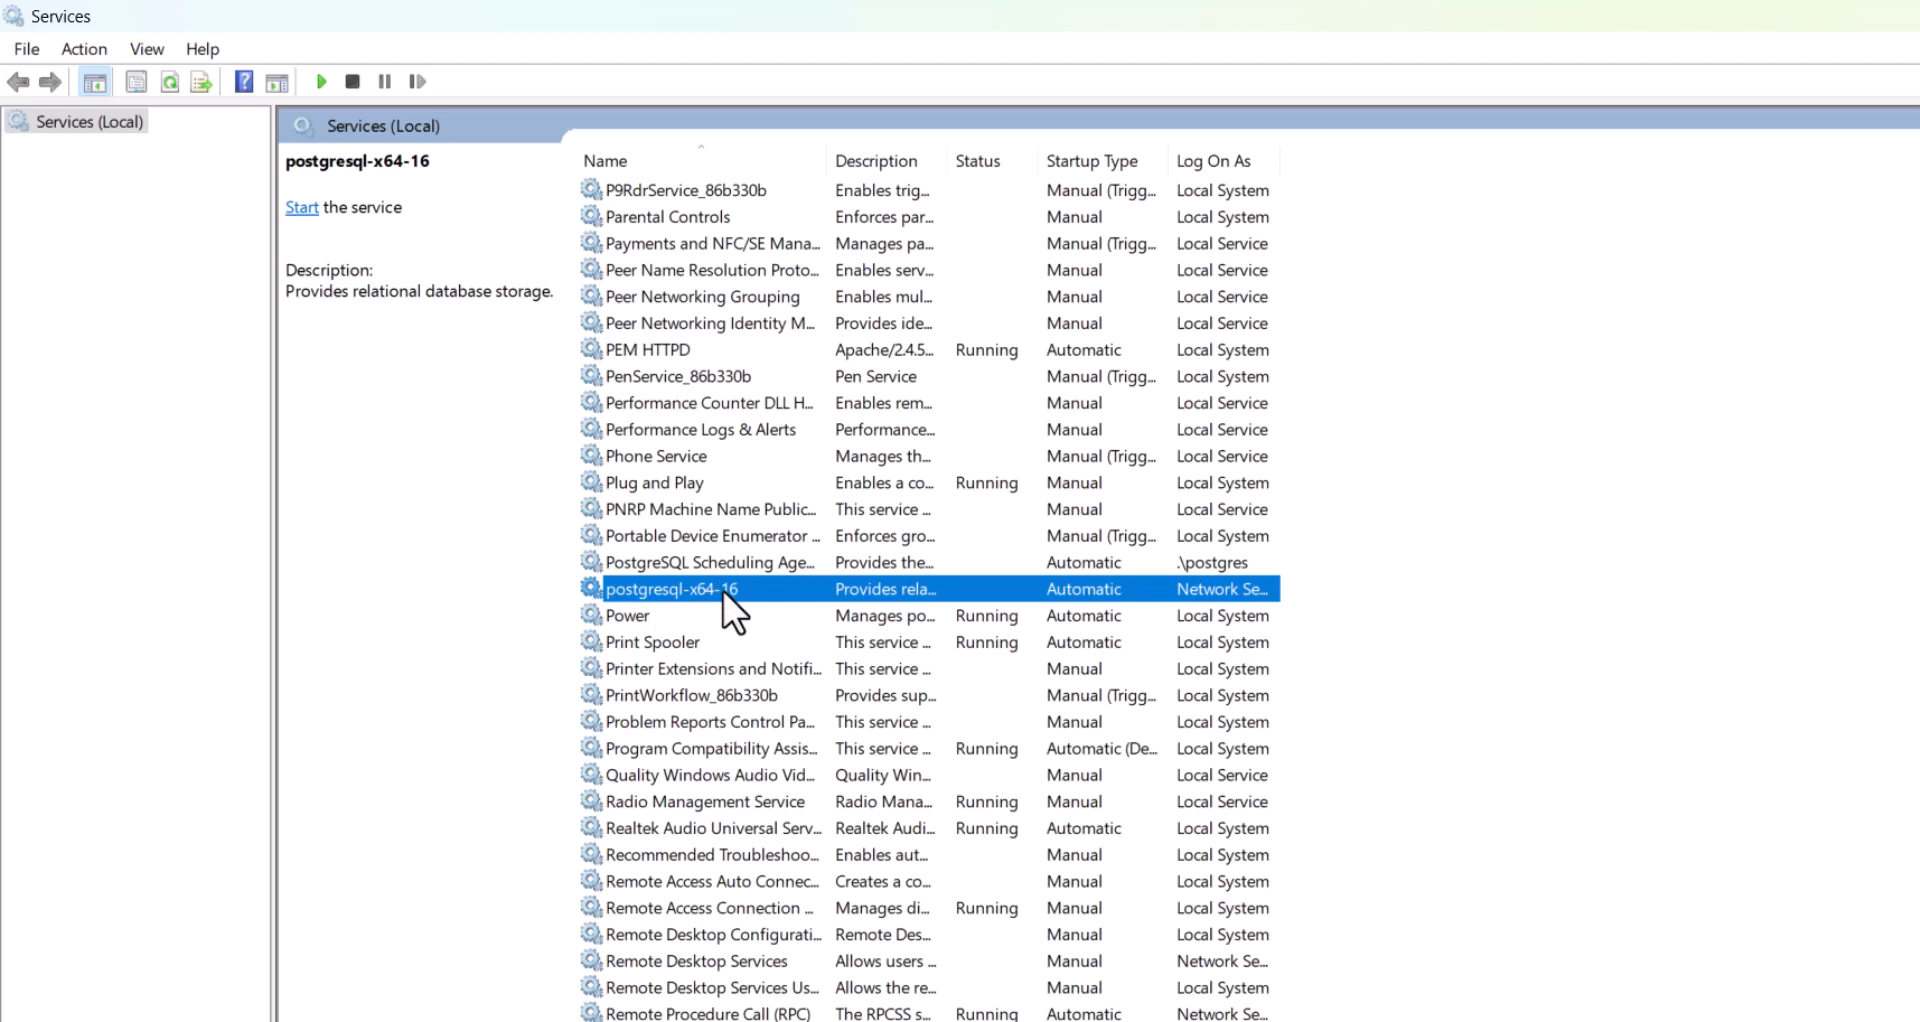 Services
File Action View Help
Services (Local)
Services (Local)
postgresql-x64-16
Start the service
Description:
Provides relational database storage.
Name Description Status Startup Type Log On As
P9RdrService_86b330b Enables trig... Manual (Trigg... Local System
Parental Controls Enforces par... Manual Local System
Payments and NFC/SE Mana... Manages pa... Manual (Trigg... Local Service
Peer Name Resolution Proto... Enables serv... Manual Local Service
Peer Networking Grouping Enables mul... Manual Local Service
Peer Networking Identity M... Provides ide... Manual Local Service
PEM HTTPD Apache/2.4.5... Running Automatic Local System
PenService_86b330b Pen Service Manual (Trigg... Local System
Performance Counter DLL H... Enables rem... Manual Local Service
Performance Logs & Alerts Performance... Manual Local Service
Phone Service Manages th... Manual (Trigg... Local Service
Plug and Play Enables a co... Running Manual Local System
PNRP Machine Name Public... This service ... Manual Local Service
Portable Device Enumerator ... Enforces gro... Manual (Trigg... Local System
PostgreSQL Scheduling Age... Provides the... Automatic .\postgres
postgresql-x64-16 Provides rela... Automatic Network Se...
Power Manages po... Running Automatic Local System
Print Spooler This service ... Running Automatic Local System
Printer Extensions and Notifi... This service ... Manual Local System
PrintWorkflow_86b330b Provides sup... Manual (Trigg... Local System
Problem Reports Control Pa... This service ... Manual Local System
Program Compatibility Assis... This service ... Running Automatic (De... Local System
Quality Windows Audio Vid... Quality Win... Manual Local Service
Radio Management Service Radio Mana... Running Manual Local Service
Realtek Audio Universal Serv... Realtek Audi... Running Automatic Local System
Recommended Troubleshoo... Enables aut... Manual Local System
Remote Access Auto Connec... Creates a co... Manual Local System
Remote Access Connection ... Manages di... Running Manual Local System
Remote Desktop Configurati... Remote Des... Manual Local System
Remote Desktop Services Allows users ... Manual Network Se...
Remote Desktop Services Us... Allows the re... Manual Local System
Remote Procedure Call (RPC) The RPCSS s... Running Automatic Network Se...